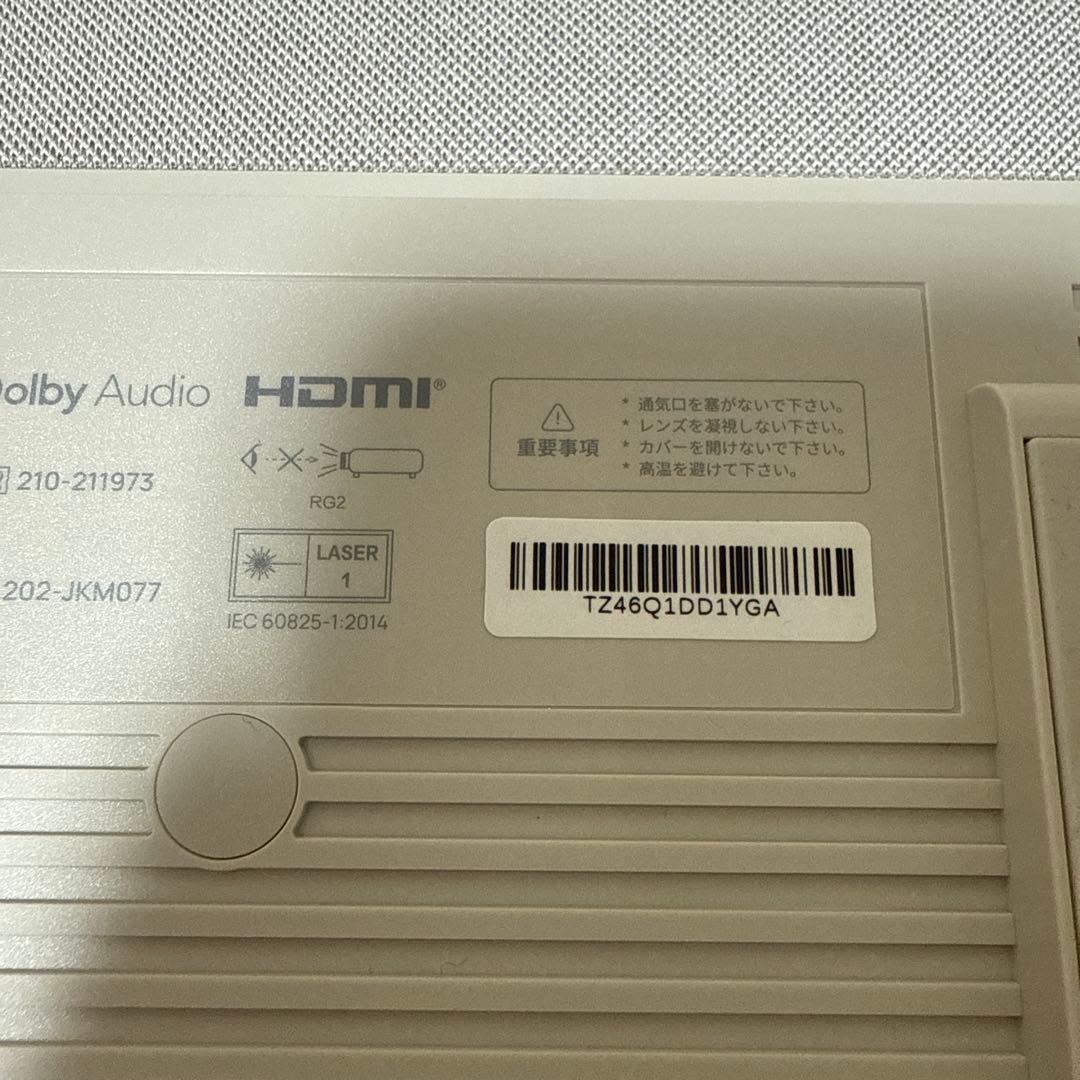 Dolby Audio
HDMI®
R 210-211973
202-JKM077
RG2
LASER
1
IEC 60825-1:2014
重要事項
* 通気口を塞がないで下さい。
* レンズを凝視しない下さい。
* カバーを開けないで下さい。
* 高温を避けて下さい。
TZ46Q1DD1YGA